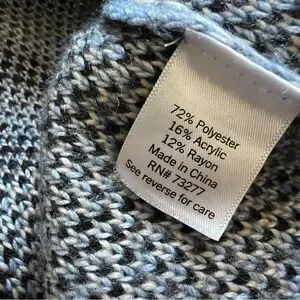 72% Polyester
16% Acrylic
12% Rayon
Made in China
RN# 73277
See reverse for care